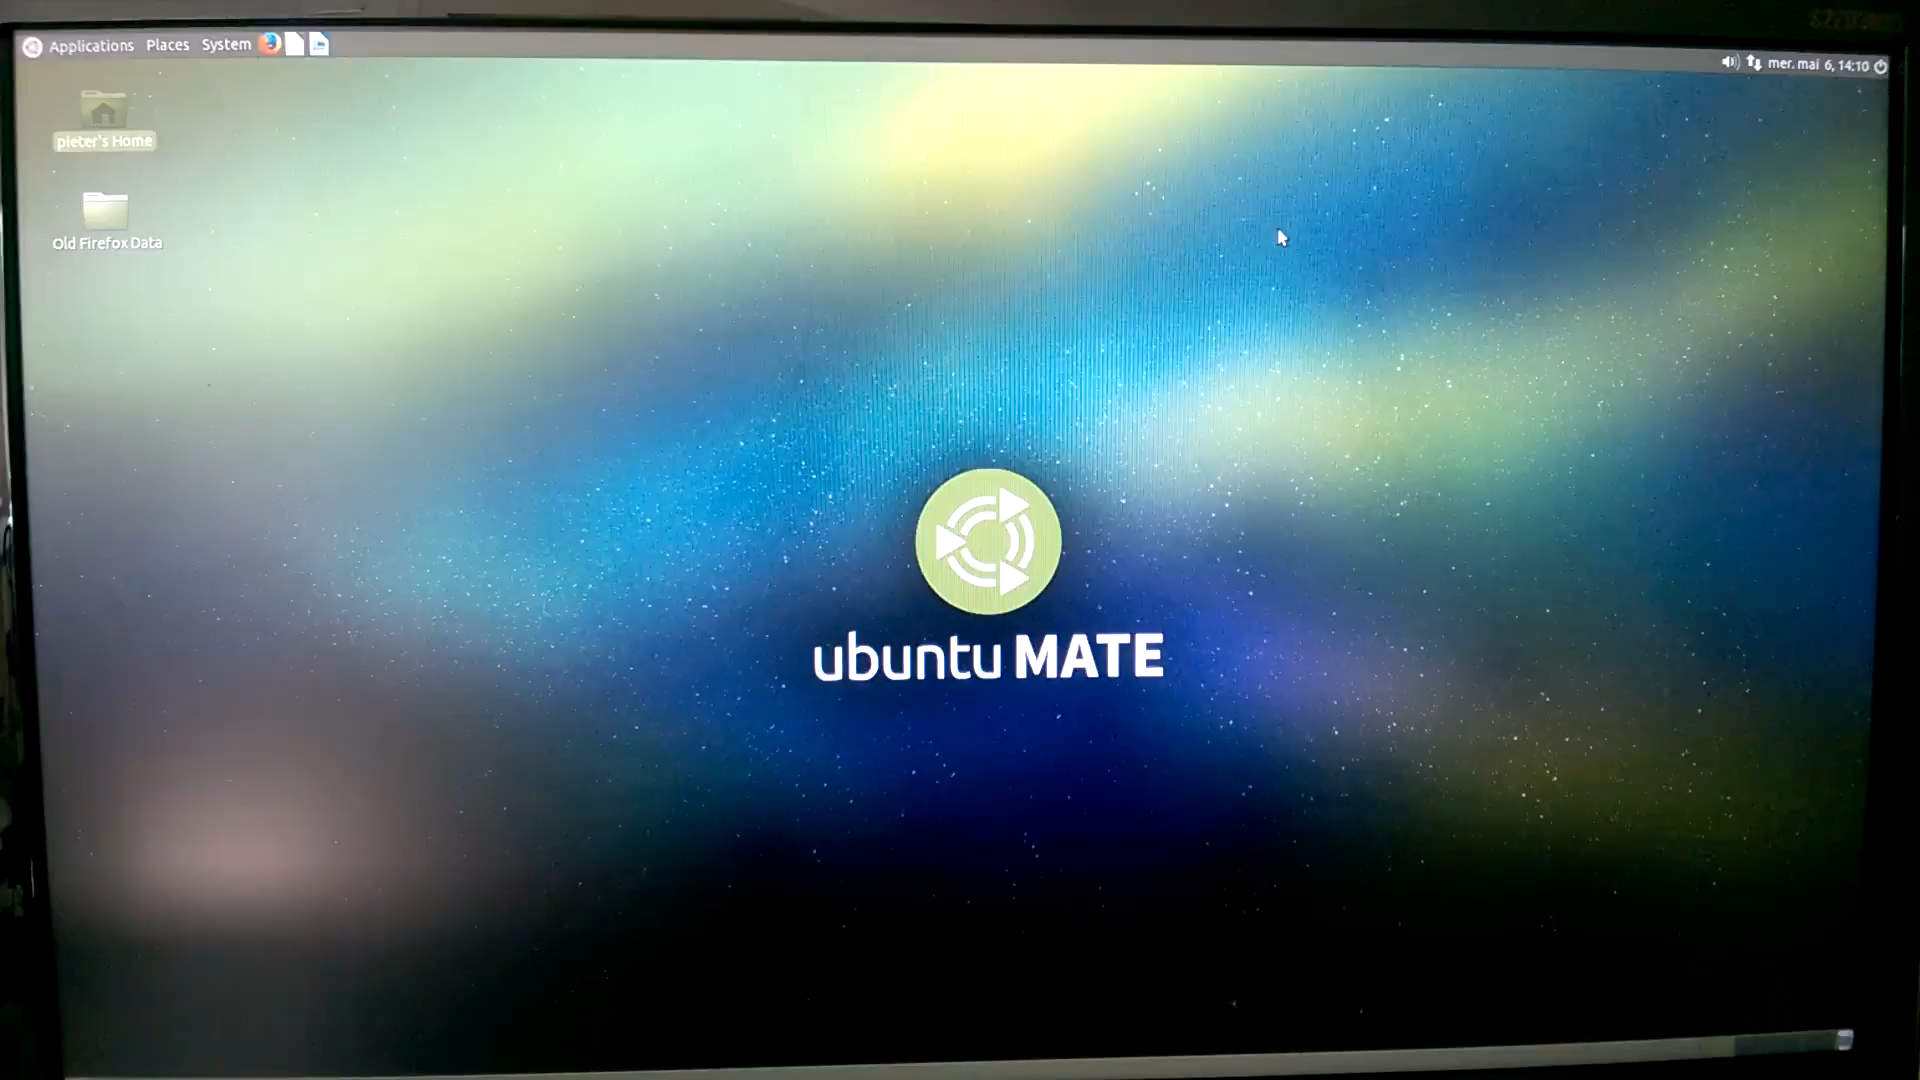 Applications Places System
mer. mai 6, 14:10
pieter's Home
Old Firefox Data
ubuntu MATE